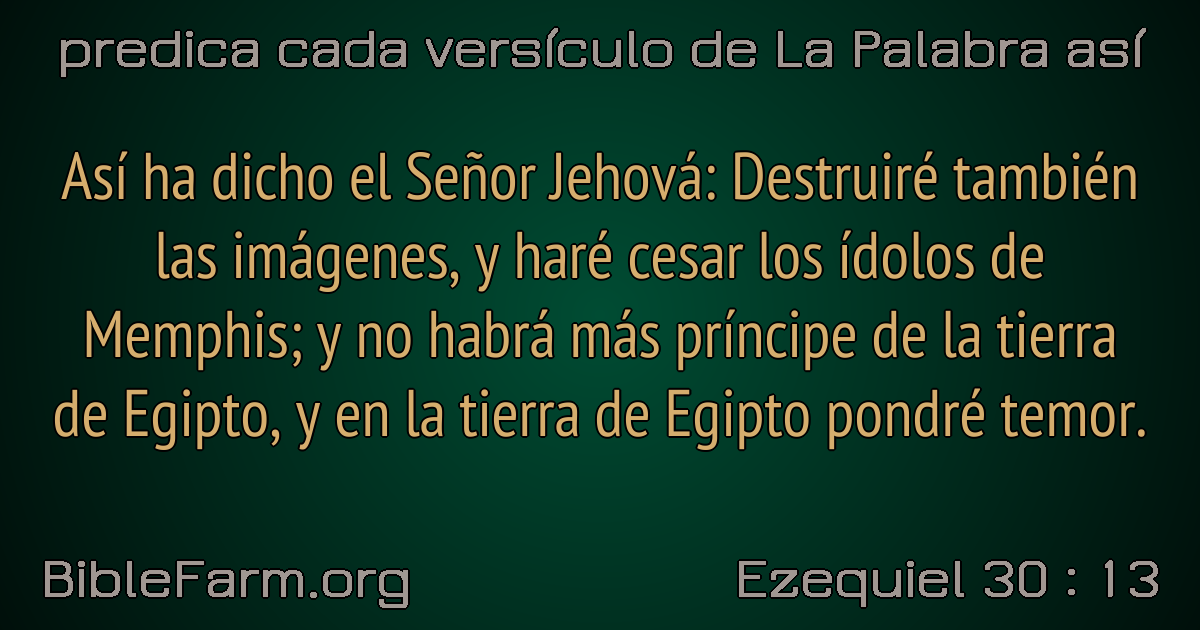 predica cada versículo de La Palabra así
Así ha dicho el Señor Jehová: Destruiré también
las imágenes, y haré cesar los ídolos de
Memphis; y no habrá más príncipe de la tierra
de Egipto, y en la tierra de Egipto pondré temor.
BibleFarm.org
Ezequiel 30 : 13